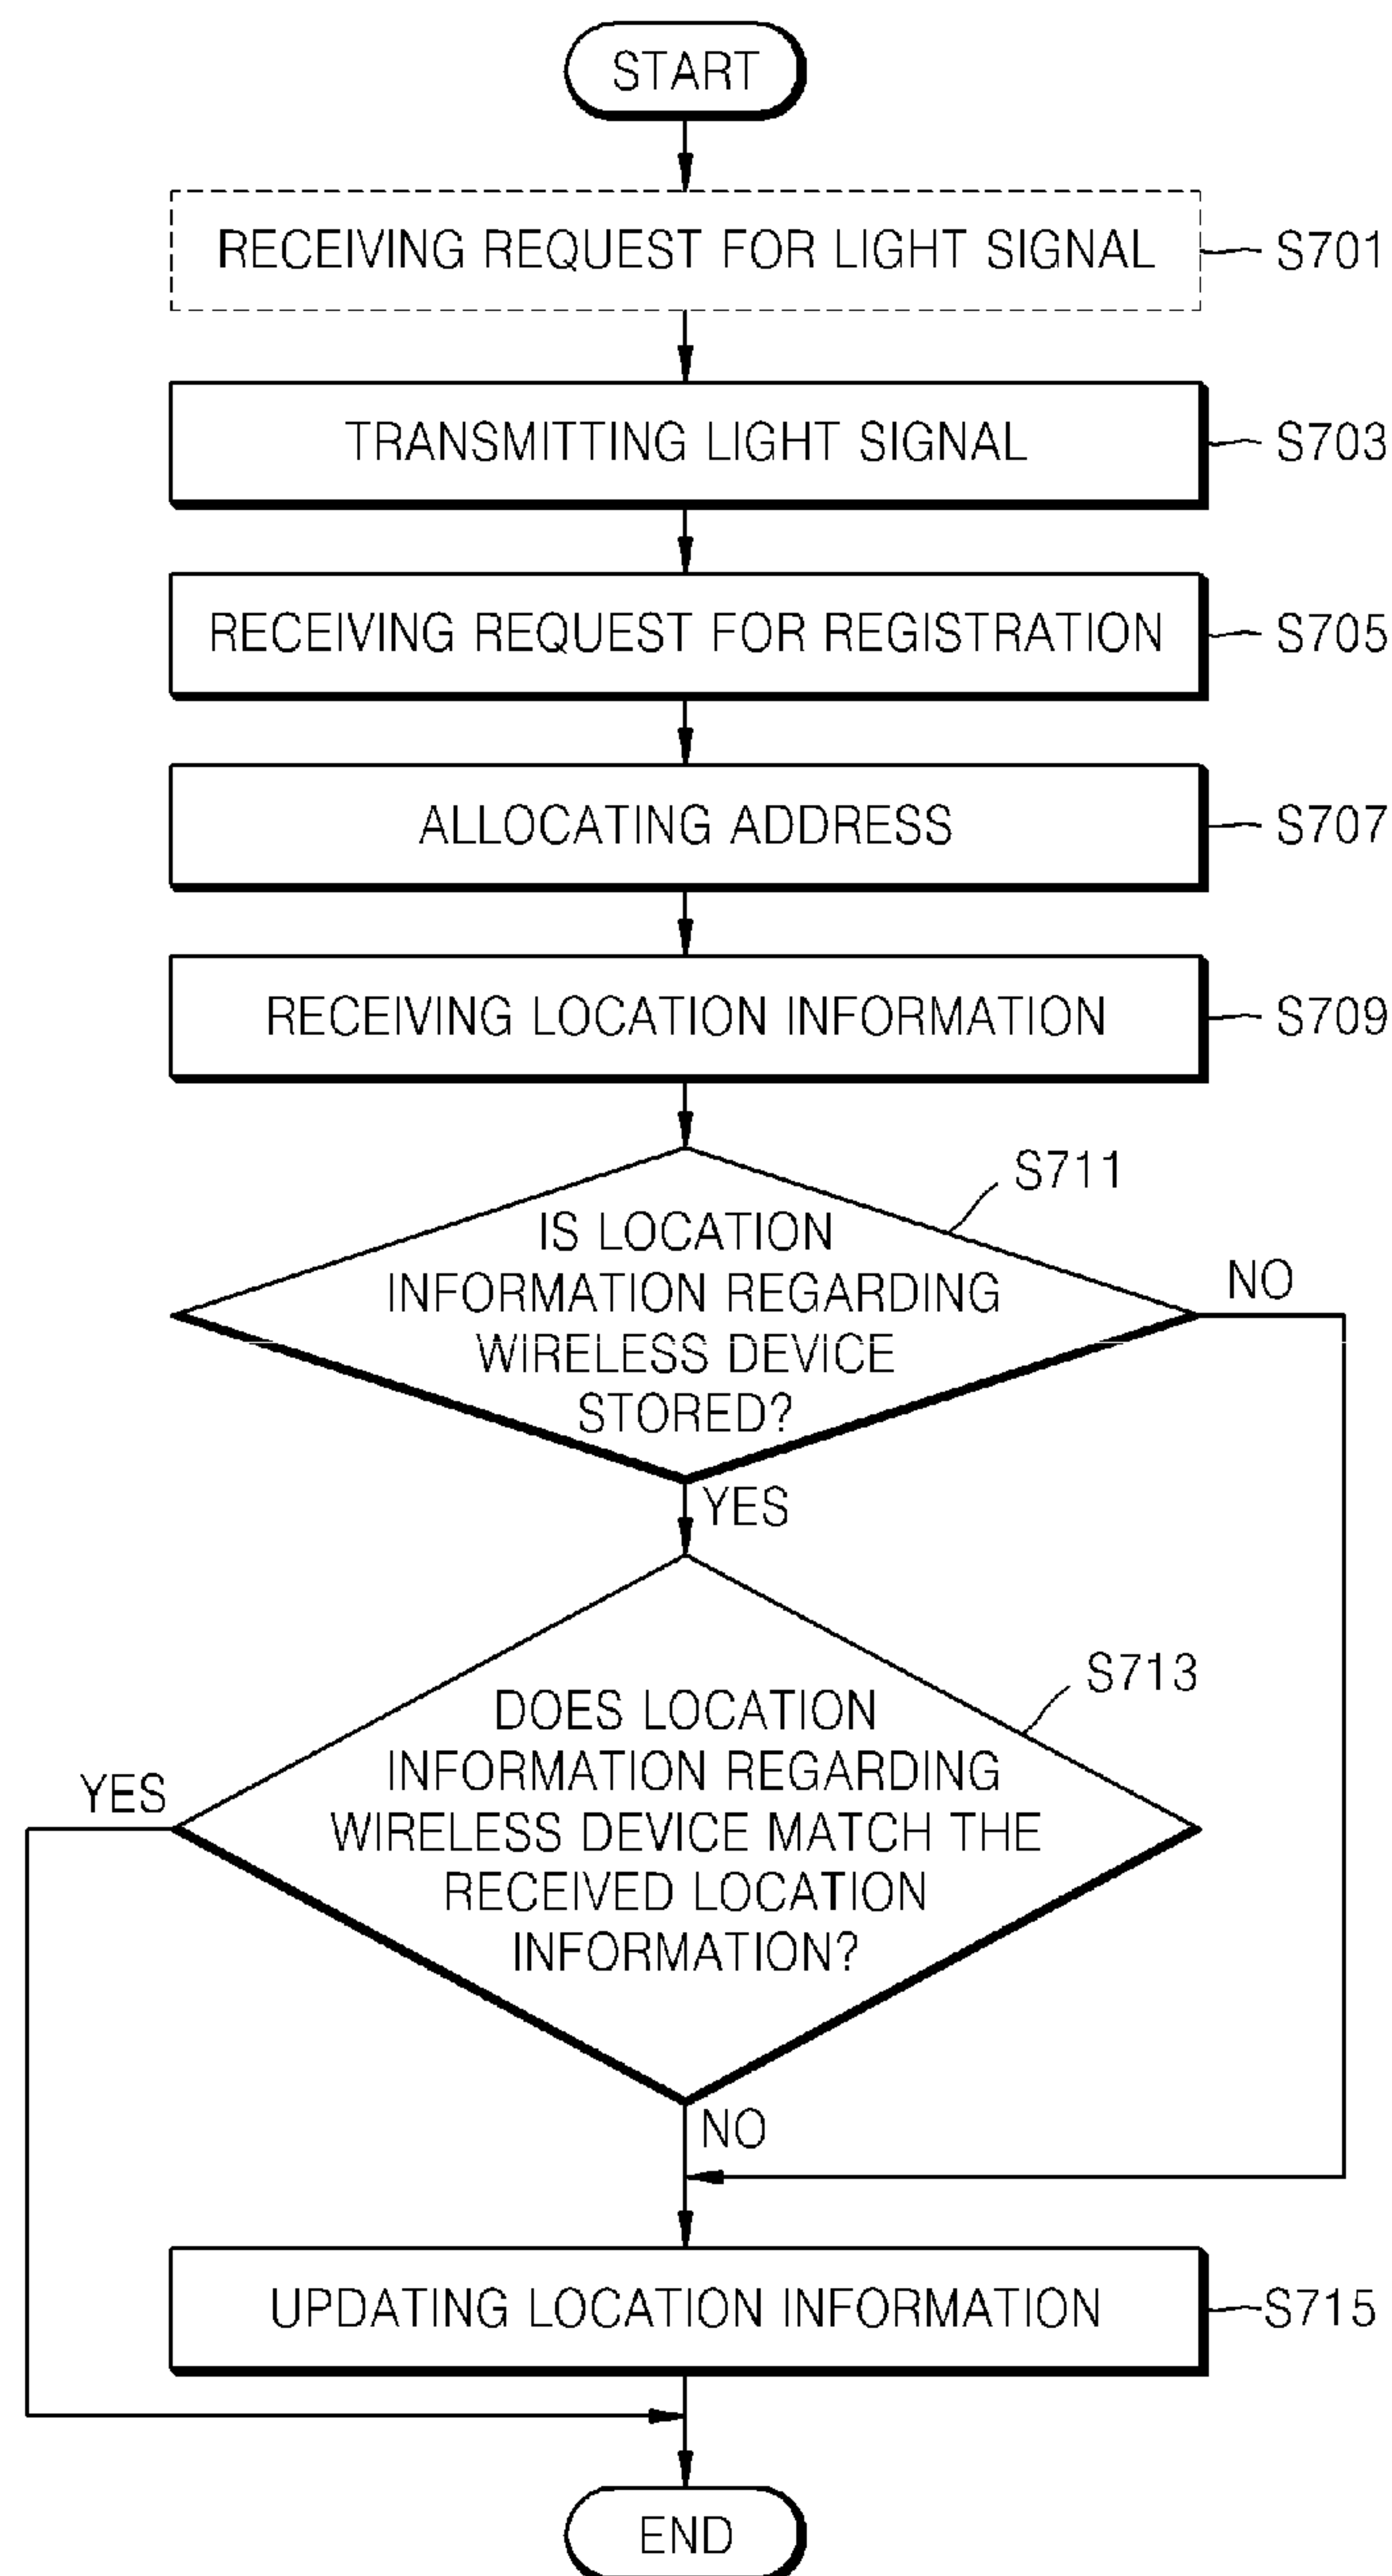 START
RECEIVING REQUEST FOR LIGHT SIGNAL
S701
TRANSMITTING LIGHT SIGNAL
S703
RECEIVING REQUEST FOR REGISTRATION
S705
ALLOCATING ADDRESS
S707
RECEIVING LOCATION INFORMATION
S709
S711
IS LOCATION
INFORMATION REGARDING
WIRELESS DEVICE
STORED?
NO
YES
S713
DOES LOCATION
INFORMATION REGARDING
WIRELESS DEVICE MATCH THE
RECEIVED LOCATION
INFORMATION?
YES
NO
UPDATING LOCATION INFORMATION
S715
END